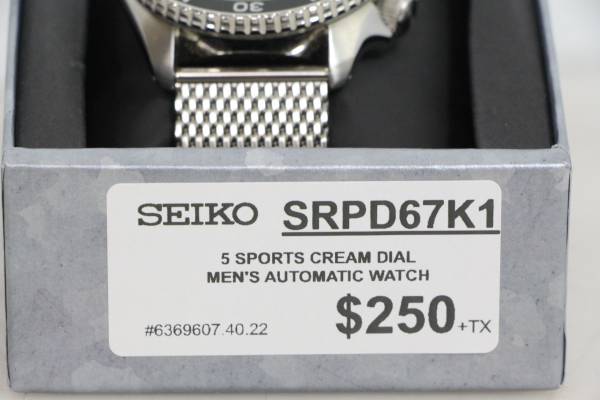 30
SEIKO SRPD67K1
5 SPORTS CREAM DIAL
MEN'S AUTOMATIC WATCH
#6369607.40.22 $250+TX